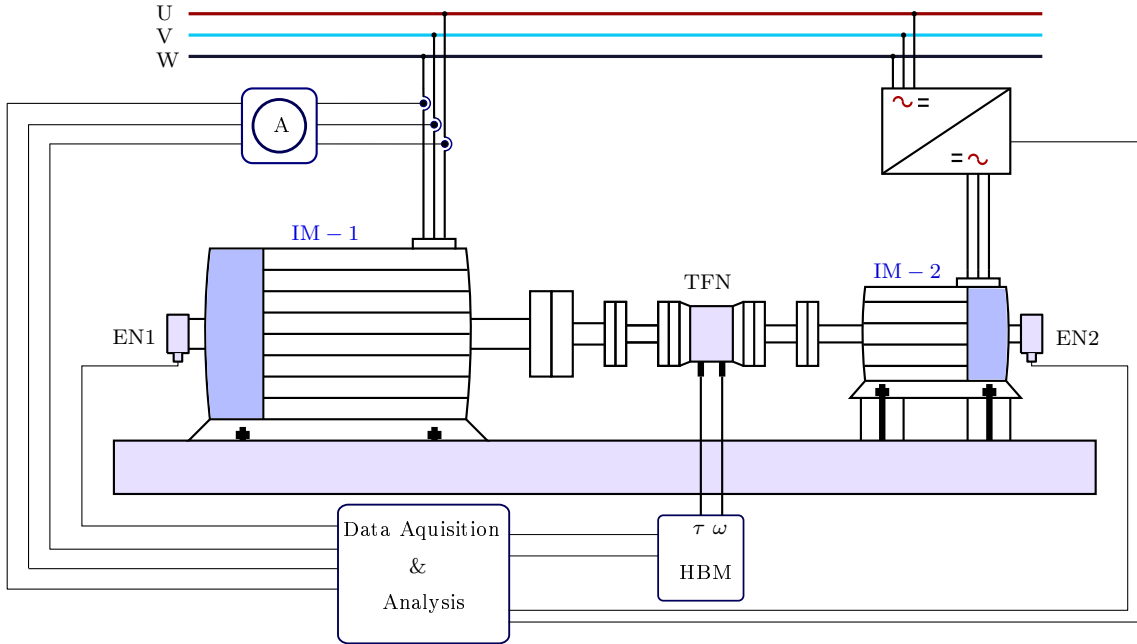 U
V
W
A
IM − 1
IM − 2
TFN
EN1
EN2
Data Aquisition
&
Analysis
τ ω
HBM